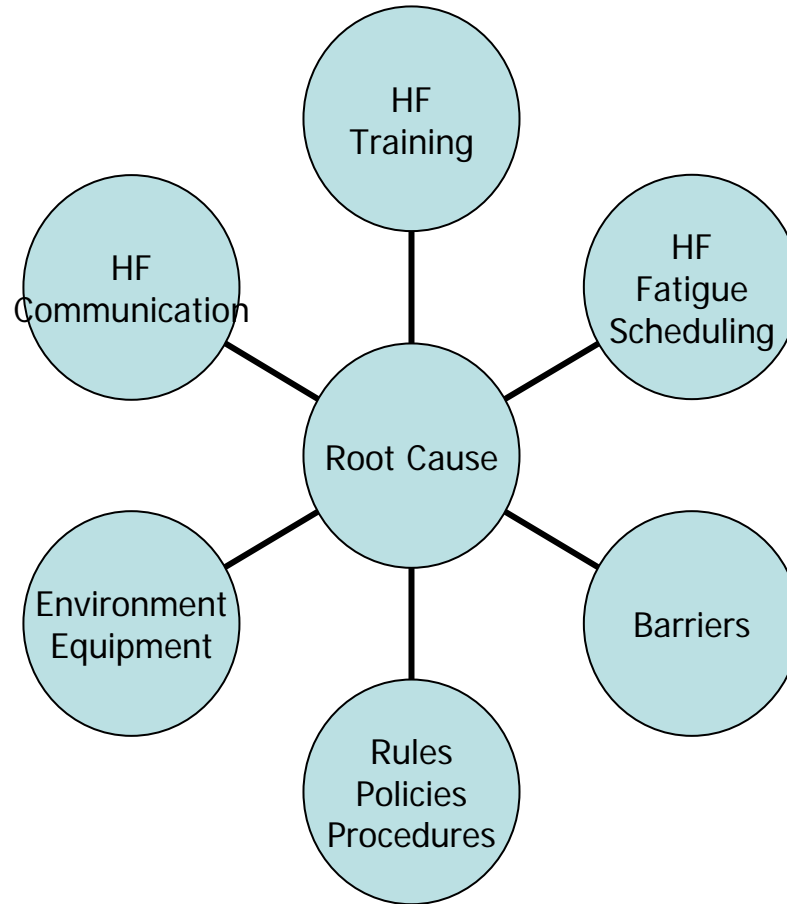 HF
Training
HF
Communication
HF
Fatigue
Scheduling
Root Cause
Environment
Equipment
Barriers
Rules
Policies
Procedures